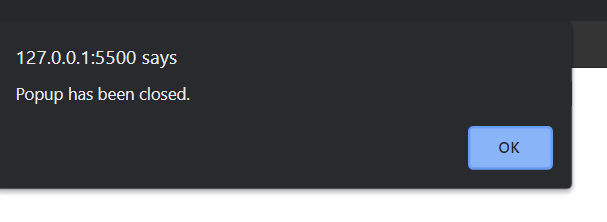 127.0.0.1:5500 says
Popup has been closed.
OK